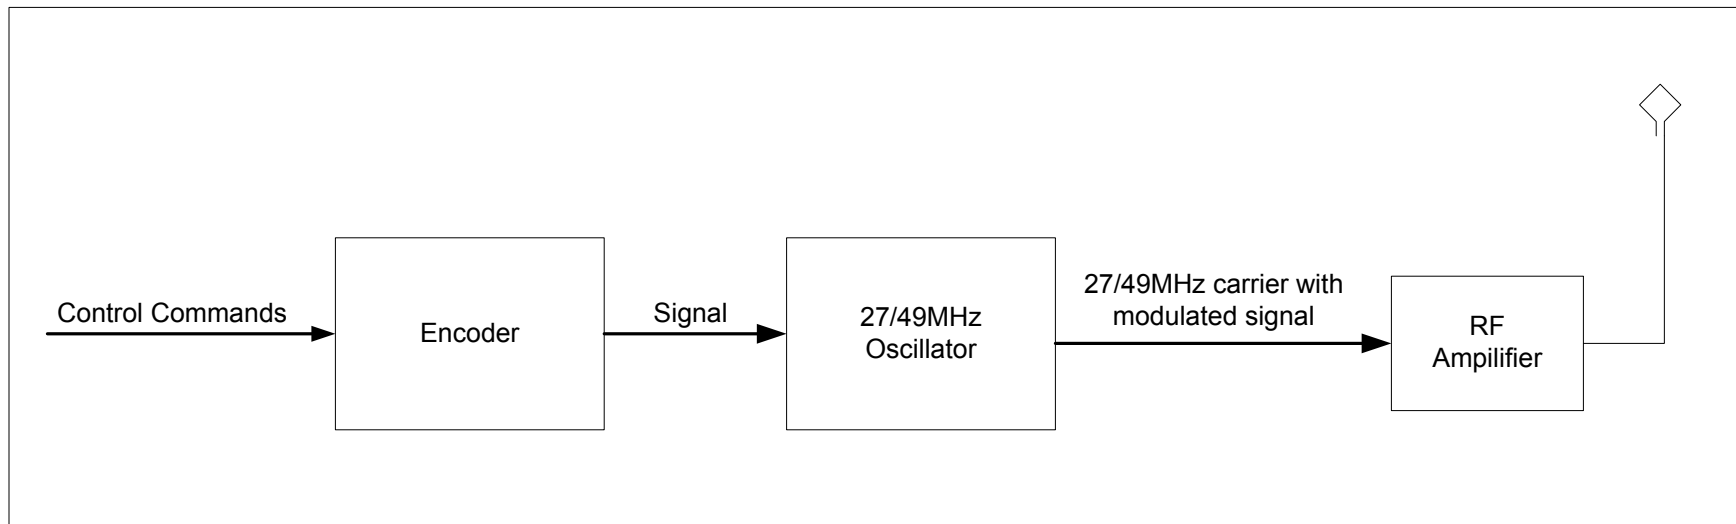 Control Commands
Encoder
Signal
27/49MHz
Oscillator
27/49MHz carrier with
modulated signal
RF
Ampilifier